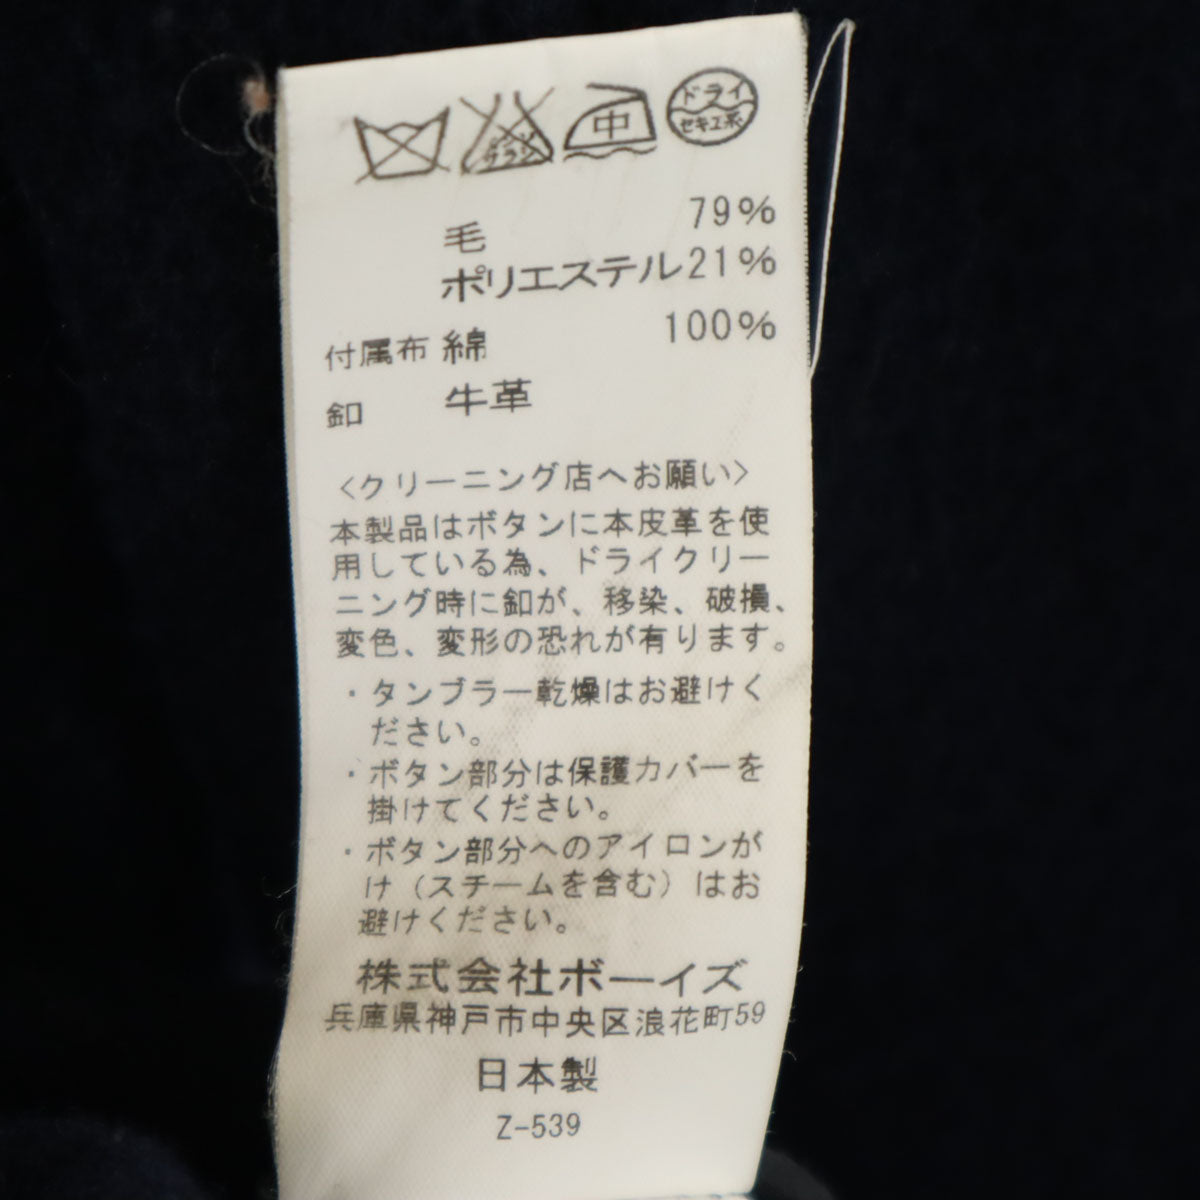 エンソサラシ
中
ドライ
セキユ系
毛 79%
ポリエステル21%
付属布 綿 100%
釦 牛革
<クリーニング店へお願い>
本製品はボタンに本皮革を使
用している為、ドライクリー
ニング時に釦が、移染、破損、
変色、変形の恐れが有ります。
・タンブラー乾燥はお避けく
ださい。
・ボタン部分は保護カバーを
掛けてください。
・ボタン部分へのアイロンが
け（スチームを含む）はお
避けください。
株式会社ボーイズ
兵庫県神戸市中央区浪花町59
日本製
Z-539